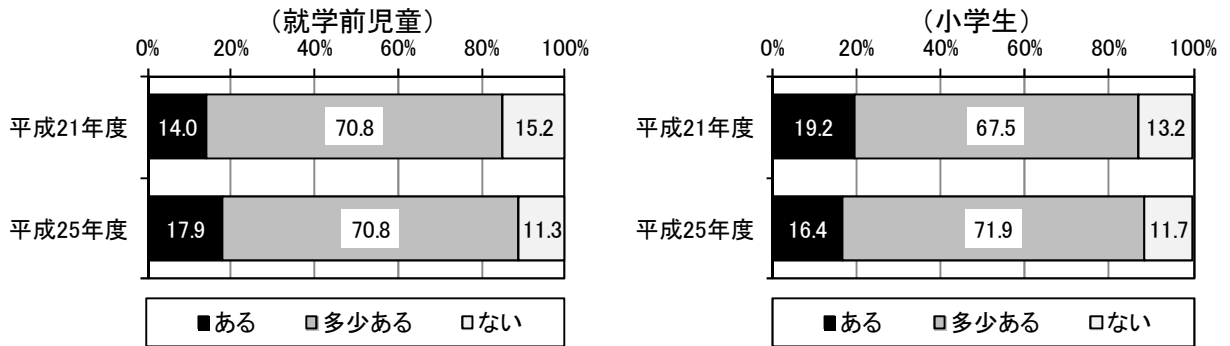 （就学前児童）
0% 20% 40% 60% 80% 100%
平成21年度 14.0 70.8 15.2
平成25年度 17.9 70.8 11.3
■ある ■多少ある □ない
（小学生）
0% 20% 40% 60% 80% 100%
平成21年度 19.2 67.5 13.2
平成25年度 16.4 71.9 11.7
■ある ■多少ある □ない